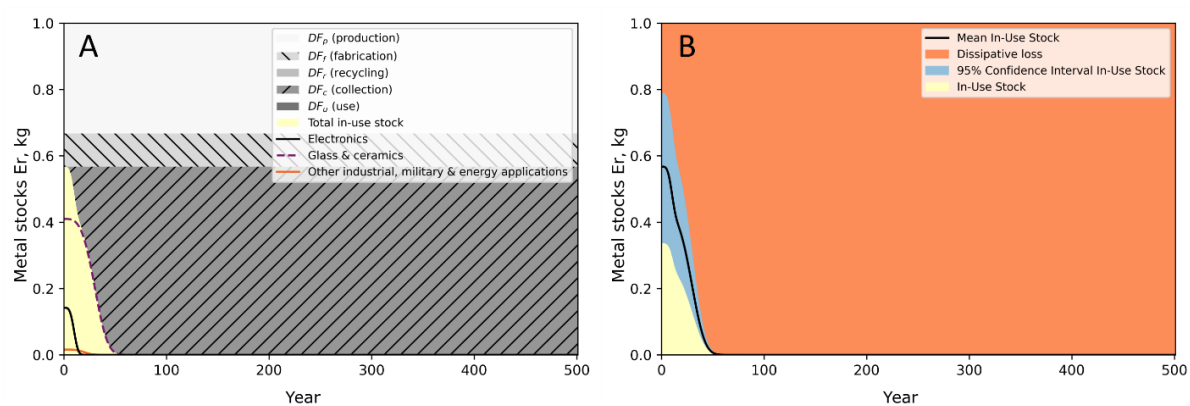 A
1.0
0.8
0.6
0.4
0.2
0.0
Metal stocks Er, kg
DFp (production)
DFf (fabrication)
DFr (recycling)
DFc (collection)
DFu (use)
Total in-use stock
Electronics
Glass & ceramics
Other industrial, military & energy applications
0 100 200 300 400 500
Year
B
1.0
0.8
0.6
0.4
0.2
0.0
Metal stocks Er, kg
Mean In-Use Stock
Dissipative loss
95% Confidence Interval In-Use Stock
In-Use Stock
0 100 200 300 400 500
Year